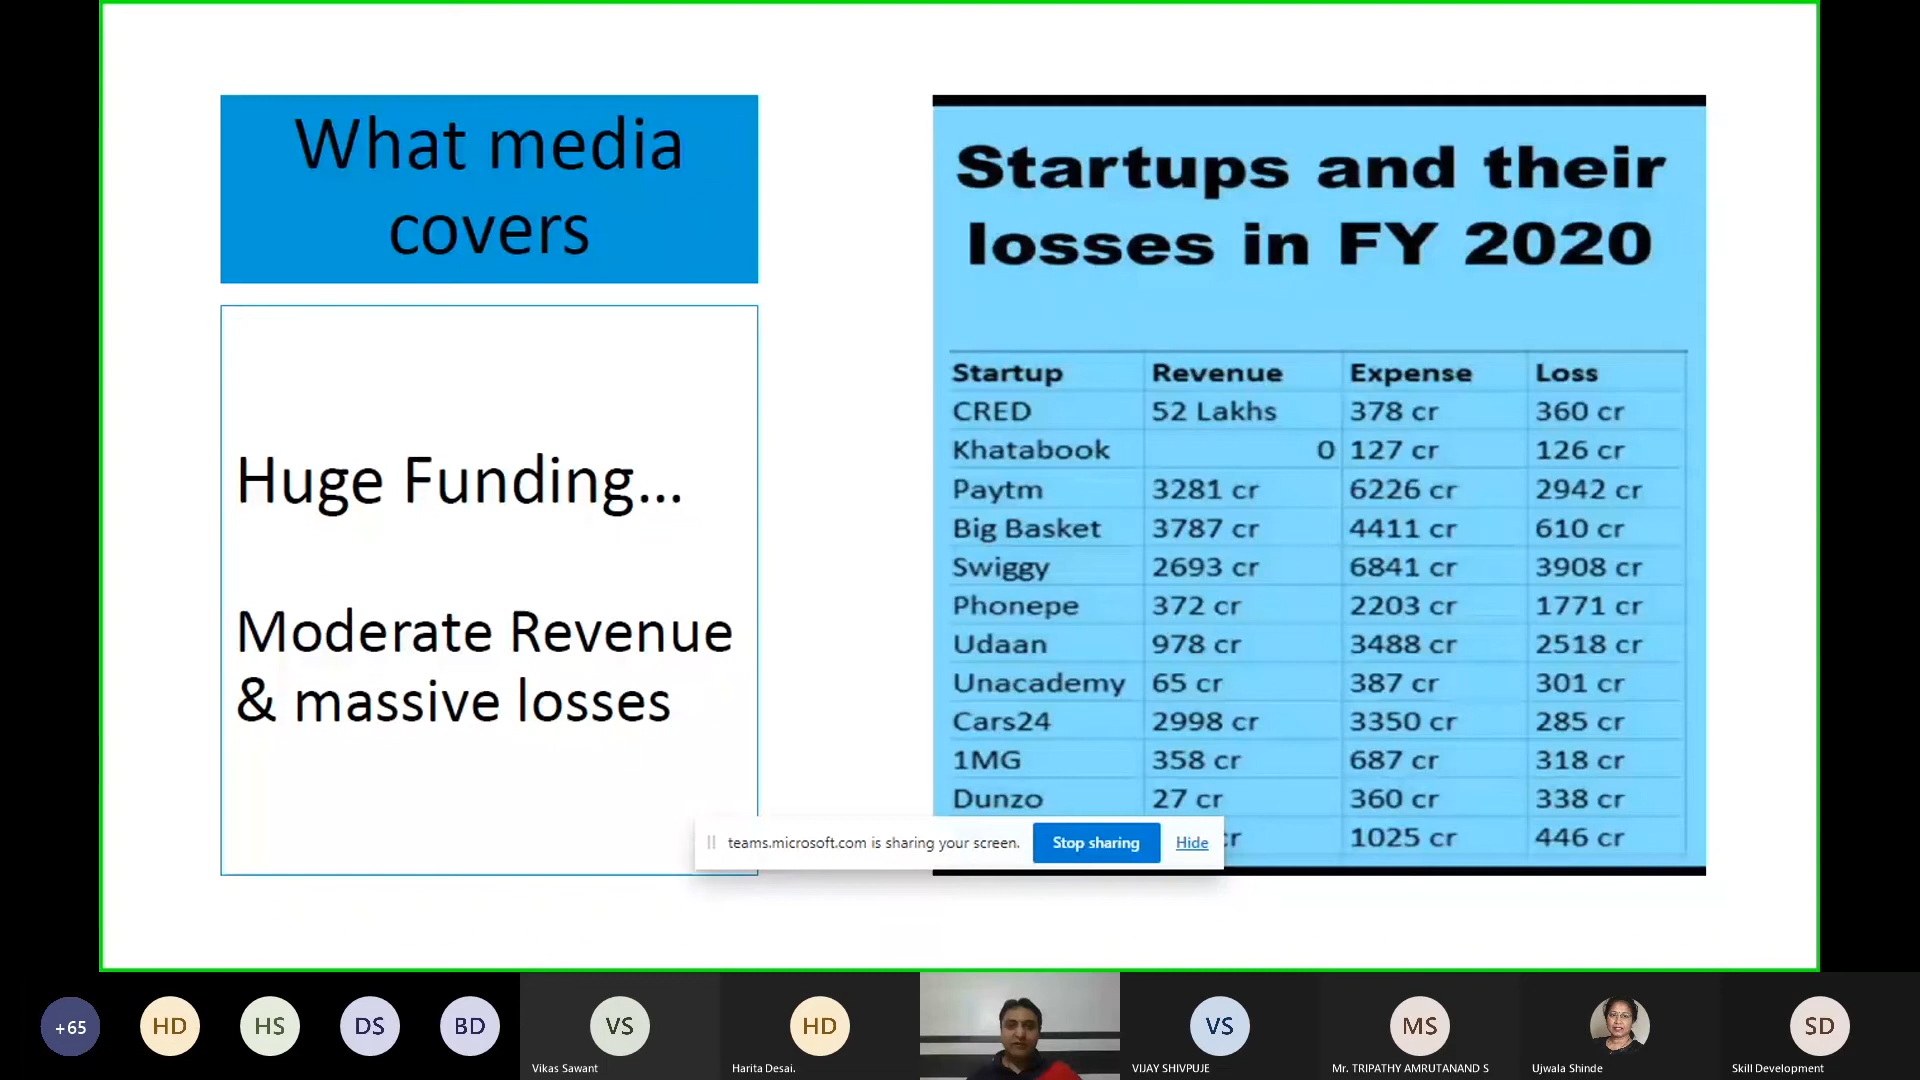 What media
covers
Huge Funding...
Moderate Revenue
& massive losses
Startups and their
losses in FY 2020
Startup Revenue Expense Loss
CRED 52 Lakhs 378 cr 360 cr
Khatabook 0 127 cr 126 cr
Paytm 3281 cr 6226 cr 2942 cr
Big Basket 3787 cr 4411 cr 610 cr
Swiggy 2693 cr 6841 cr 3908 cr
Phonepe 372 cr 2203 cr 1771 cr
Udaan 978 cr 3488 cr 2518 cr
Unacademy 65 cr 387 cr 301 cr
Cars24 2998 cr 3350 cr 285 cr
1MG 358 cr 687 cr 318 cr
Dunzo 27 cr 360 cr 338 cr
1025 cr 446 cr
teams.microsoft.com is sharing your screen. Stop sharing Hide
+65 HD HS DS BD VS HD VS MS SD
Vikas Sawant Harita Desai. VIJAY SHIVPUJE Mr. TRIPATHY AMRUTANAND S Ujwala Shinde Skill Development